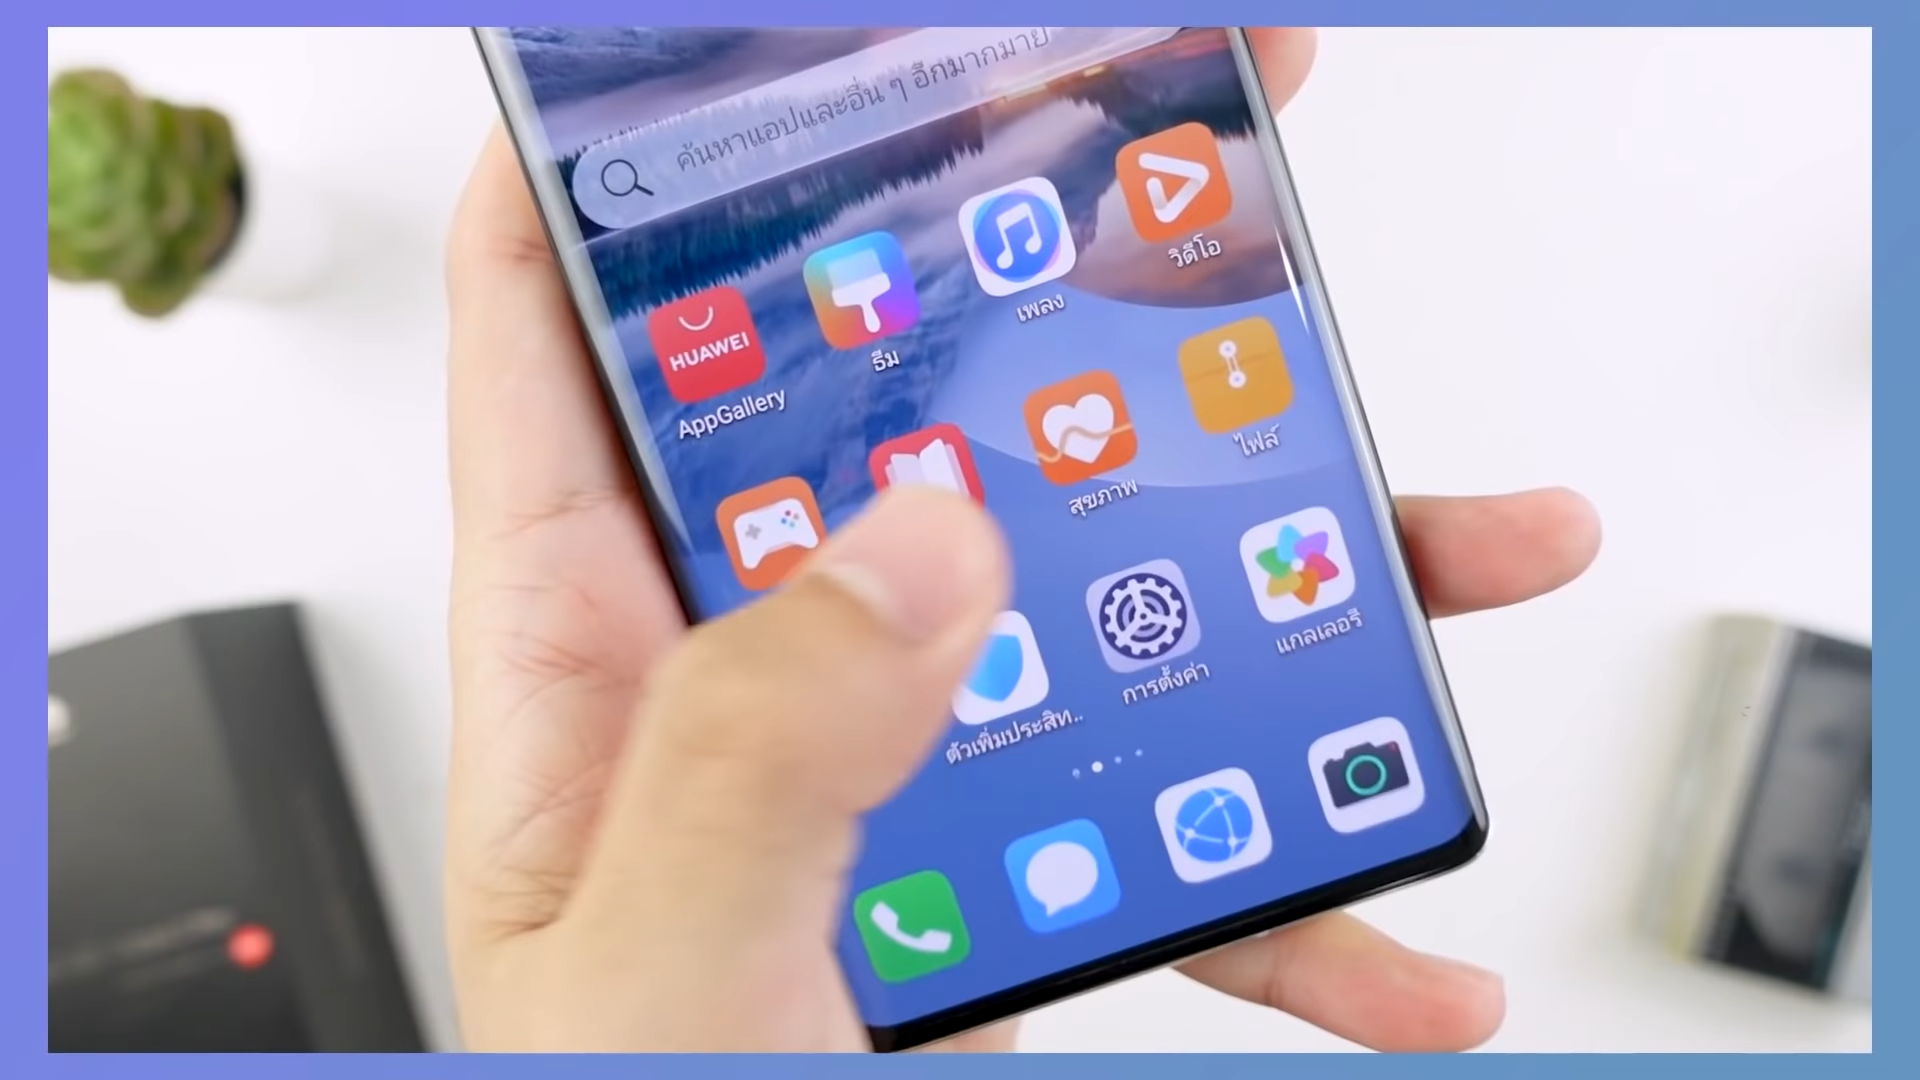 ค้นหาแอปและอื่น ๆ อีกมากมาย
HUAWEI
AppGallery
ธีม
เพลง
วิดีโอ
สุขภาพ
ไฟล์
ตัวเพิ่มประสิท..
การตั้งค่า
แกลเลอรี